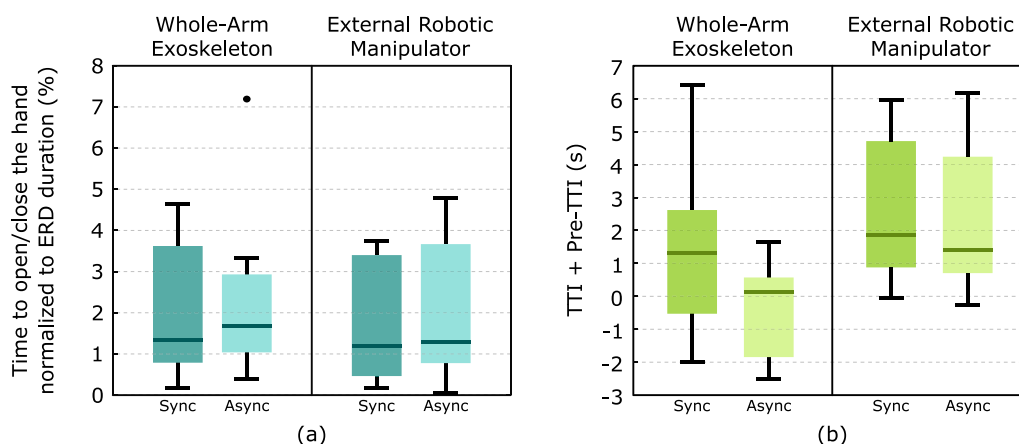 Whole-Arm
Exoskeleton
External Robotic
Manipulator
Time to open/close the hand
normalized to ERD duration (%)
8
7
6
5
4
3
2
1
0
Sync
Async
Sync
Async
(a)
Whole-Arm
Exoskeleton
External Robotic
Manipulator
TTI + Pre-TTI (s)
7
6
5
4
3
2
1
0
-1
-2
-3
Sync
Async
Sync
Async
(b)